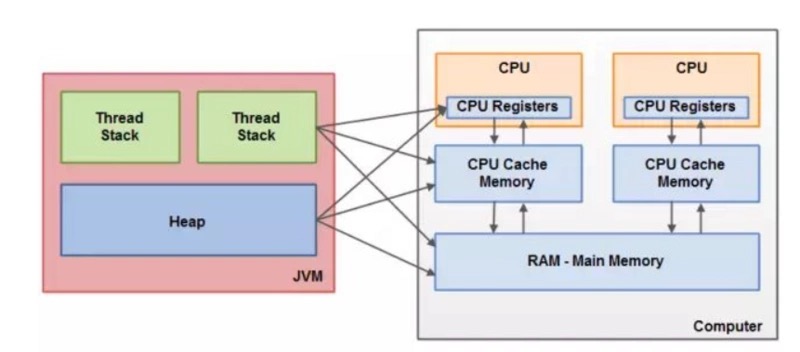 CPU
CPU
CPU Registers
CPU Registers
Thread
Stack
Thread
Stack
CPU Cache
Memory
CPU Cache
Memory
Heap
RAM - Main Memory
JVM
Computer